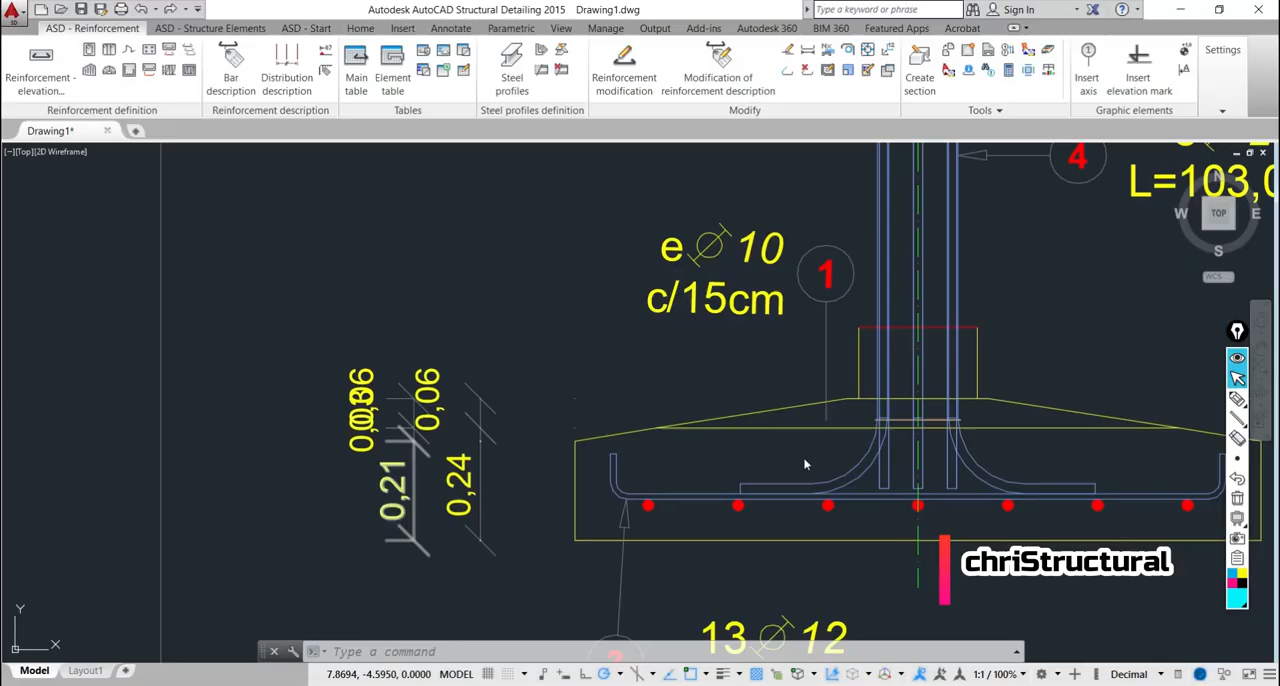 Autodesk AutoCAD Structural Detailing 2015 Drawing1.dwg
Type a keyword or phrase
Sign In
ASD - Reinforcement
ASD - Structure Elements
ASD - Start
Home
Insert
Annotate
Parametric
View
Manage
Output
Add-ins
Autodesk 360
BIM 360
Featured Apps
Acrobat
Reinforcement - elevation...
Bar description
Distribution description
Main table
Element table
Steel profiles
Reinforcement modification
Modification of reinforcement description
Create section
Insert axis
Insert elevation mark
Settings
Reinforcement definition
Reinforcement description
Tables
Steel profiles definition
Modify
Tools
Graphic elements
Drawing1*
[−][Top][2D Wireframe]
4
L=103,0
N
W
TOP
E
S
WCS
e∅10
c/15cm
1
0,06
0,21
0,24
chriStructural
13∅12
Y
X
Type a command
Model
Layout1
7.8694, -4.5950, 0.0000
MODEL
1:1 / 100%
Decimal